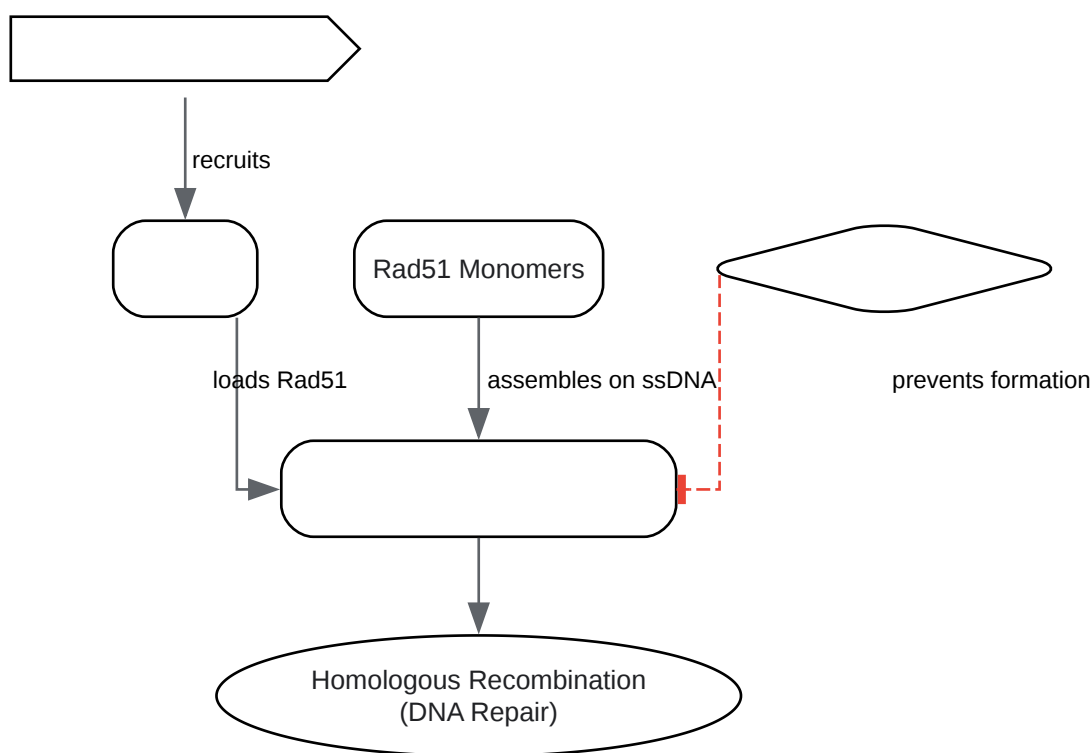 recruits
Rad51 Monomers
loads Rad51
assembles on ssDNA
prevents formation
Homologous Recombination
(DNA Repair)